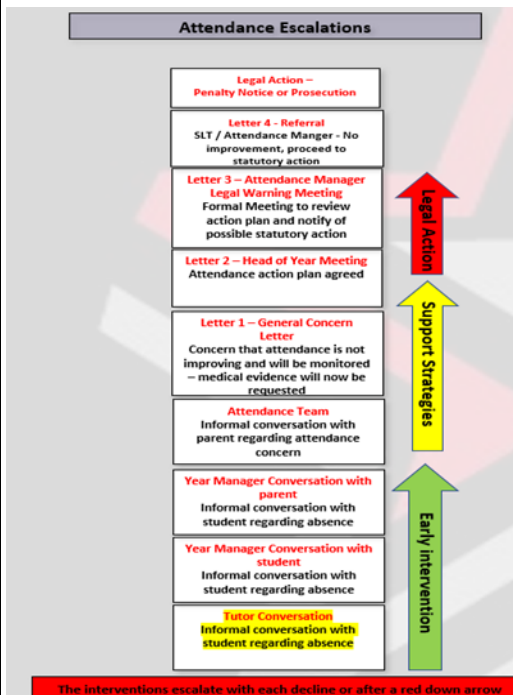 Attendance Escalations
Legal Action –
Penalty Notice or Prosecution
Letter 4 - Referral
SLT / Attendance Manger - No
improvement, proceed to
statutory action
Letter 3 – Attendance Manager
Legal Warning Meeting
Formal Meeting to review
action plan and notify of
possible statutory action
Legal Action
Letter 2 – Head of Year Meeting
Attendance action plan agreed
Letter 1 – General Concern
Letter
Concern that attendance is not
improving and will be monitored
– medical evidence will now be
requested
Support Strategies
Attendance Team
Informal conversation with
parent regarding attendance
concern
Year Manager Conversation with
parent
Informal conversation with
student regarding absence
Year Manager Conversation with
student
Informal conversation with
student regarding absence
Early intervention
Tutor Conversation
Informal conversation with
student regarding absence
The interventions escalate with each decline or after a red down arrow